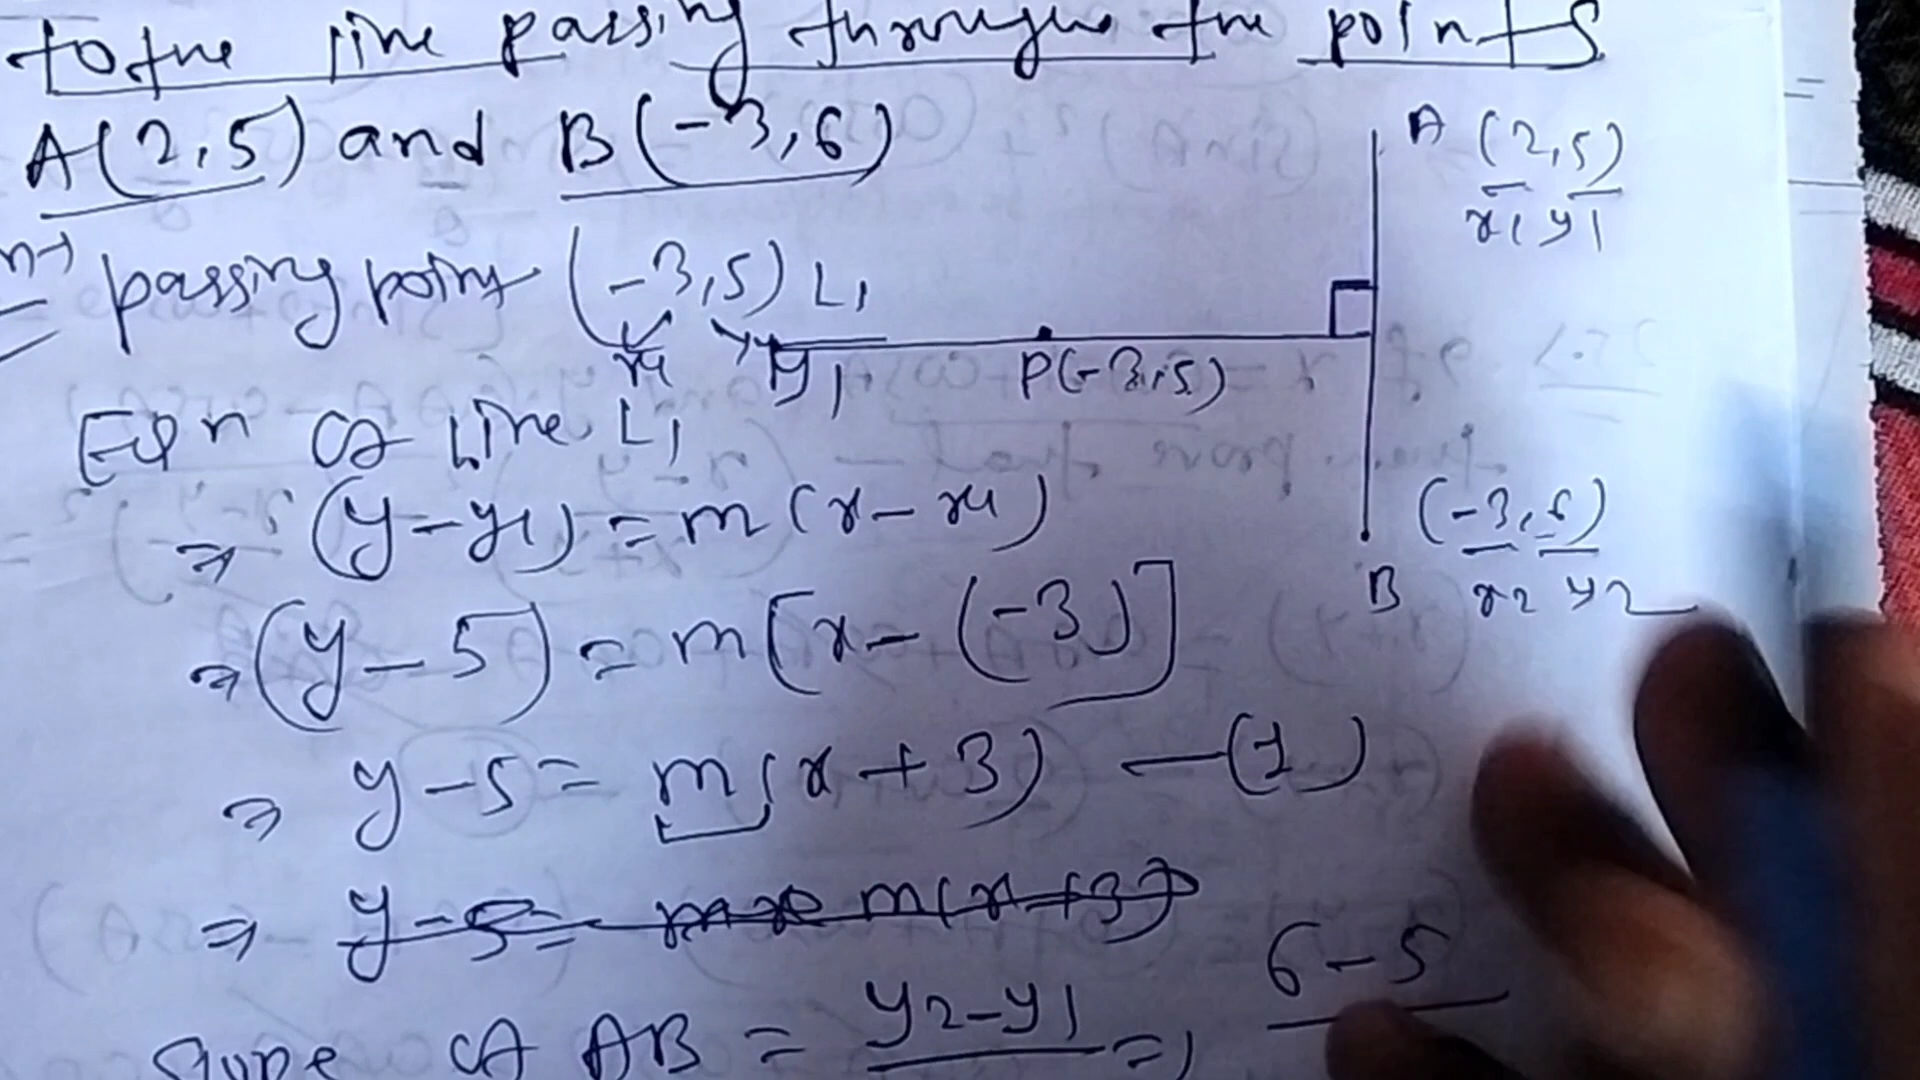 to the line passing through the points
A(2,5) and B(-3,6)
A (2,5)
x1 y1
passing point (-3,5) L1
x1 y1
P(-3,5)
Eqn of Line L1
(-3,6)
B x2 y2
⇒ (y-y1) = m(x-x1)
⇒ (y-5) = m[x-(-3)]
⇒ y-5 = m(x+3) —(1)
⇒ y-5 = m(x+3)
slope of AB = y2-y1 ⇒ 6-5